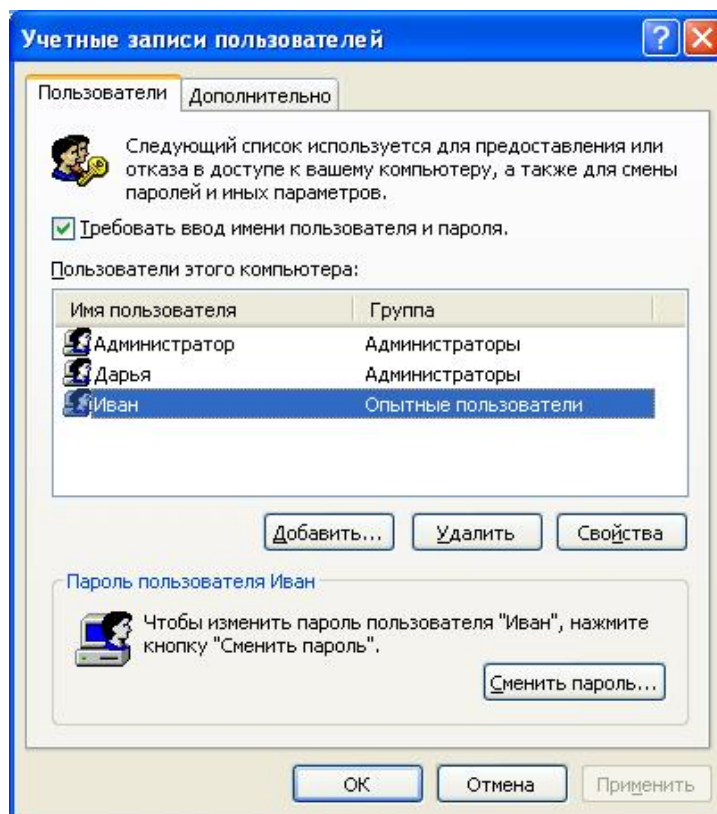 Учетные записи пользователей
Пользователи
Дополнительно
Следующий список используется для предоставления или
отказа в доступе к вашему компьютеру, а также для смены
паролей и иных параметров.
Требовать ввод имени пользователя и пароля.
Пользователи этого компьютера:
Имя пользователя Группа
Администратор Администраторы
Дарья Администраторы
Иван Опытные пользователи
Добавить... Удалить Свойства
Пароль пользователя Иван
Чтобы изменить пароль пользователя "Иван", нажмите
кнопку "Сменить пароль".
Сменить пароль...
ОК Отмена Применить